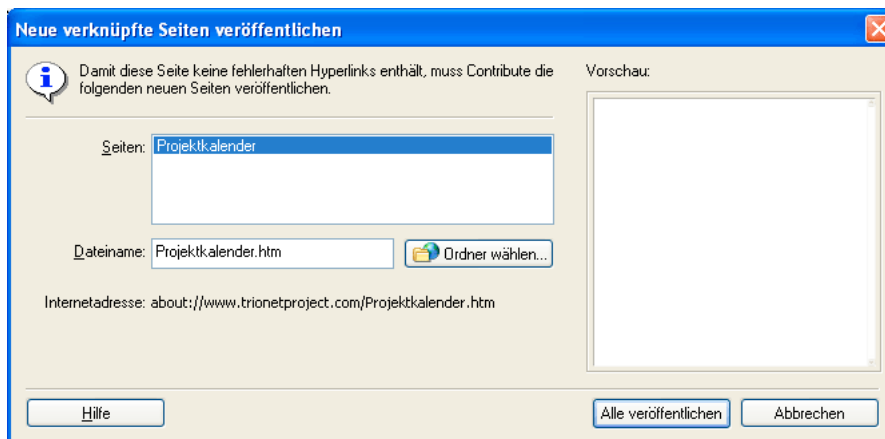 Neue verknüpfte Seiten veröffentlichen
Damit diese Seite keine fehlerhaften Hyperlinks enthält, muss Contribute die
folgenden neuen Seiten veröffentlichen.
Vorschau:
Seiten: Projektkalender
Dateiname: Projektkalender.htm Ordner wählen...
Internetadresse: about://www.trionetproject.com/Projektkalender.htm
Hilfe Alle veröffentlichen Abbrechen